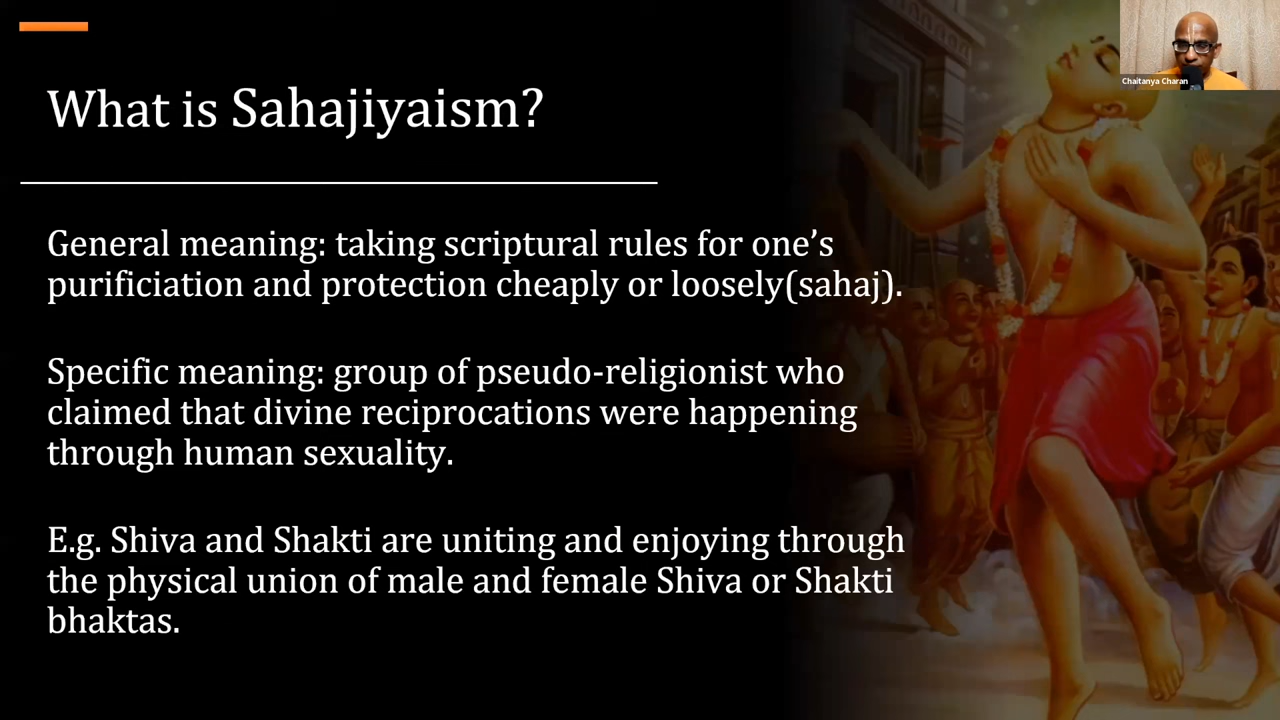 Chaitanya Charan
What is Sahajiyaism?
General meaning: taking scriptural rules for one’s
purificiation and protection cheaply or loosely(sahaj).
Specific meaning: group of pseudo-religionist who
claimed that divine reciprocations were happening
through human sexuality.
E.g. Shiva and Shakti are uniting and enjoying through
the physical union of male and female Shiva or Shakti
bhaktas.